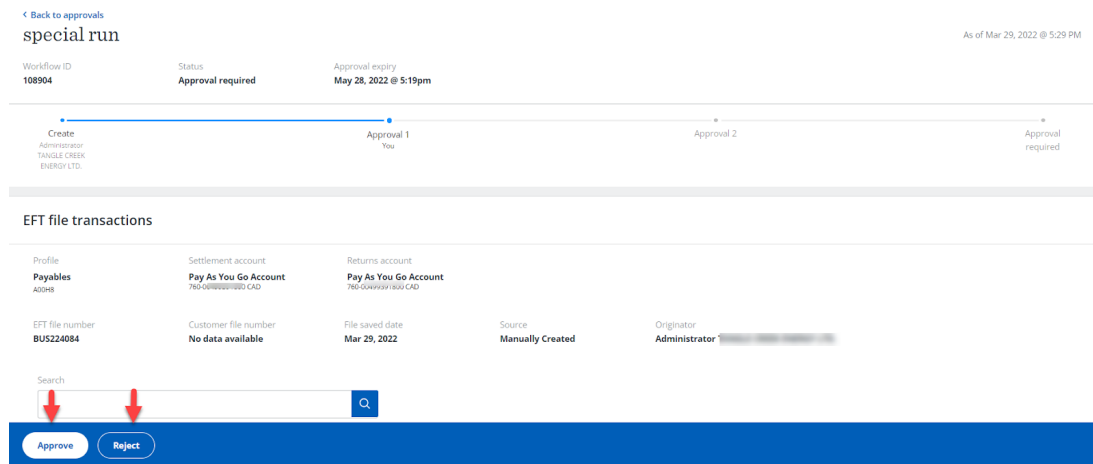 Back to approvals
special run
As of Mar 29, 2022 @ 5:29 PM
Workflow ID
Status
Approval expiry
108904
Approval required
May 28, 2022 @ 5:19pm
Create
Approval 1
Approval 2
Approval
required
Administrator
TANGLE CREEK
ENERGY LTD.
You
EFT file transactions
Profile
Settlement account
Returns account
Payables
Pay As You Go Account
Pay As You Go Account
A00H8
CAD
CAD
EFT file number
Customer file number
File saved date
Source
Originator
BUS224084
No data available
Mar 29, 2022
Manually Created
Administrator
Search
Approve
Reject